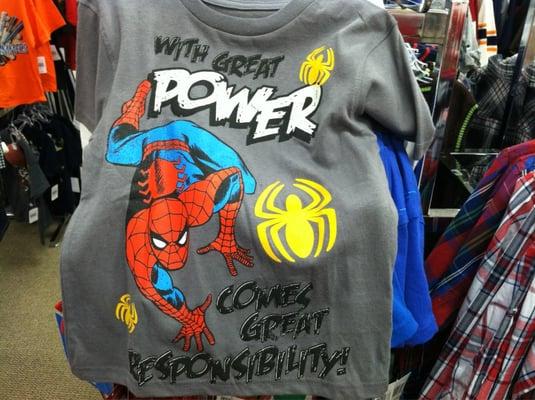 WITH GREAT
POWER
COMES
GREAT
RESPONSIBILITY!